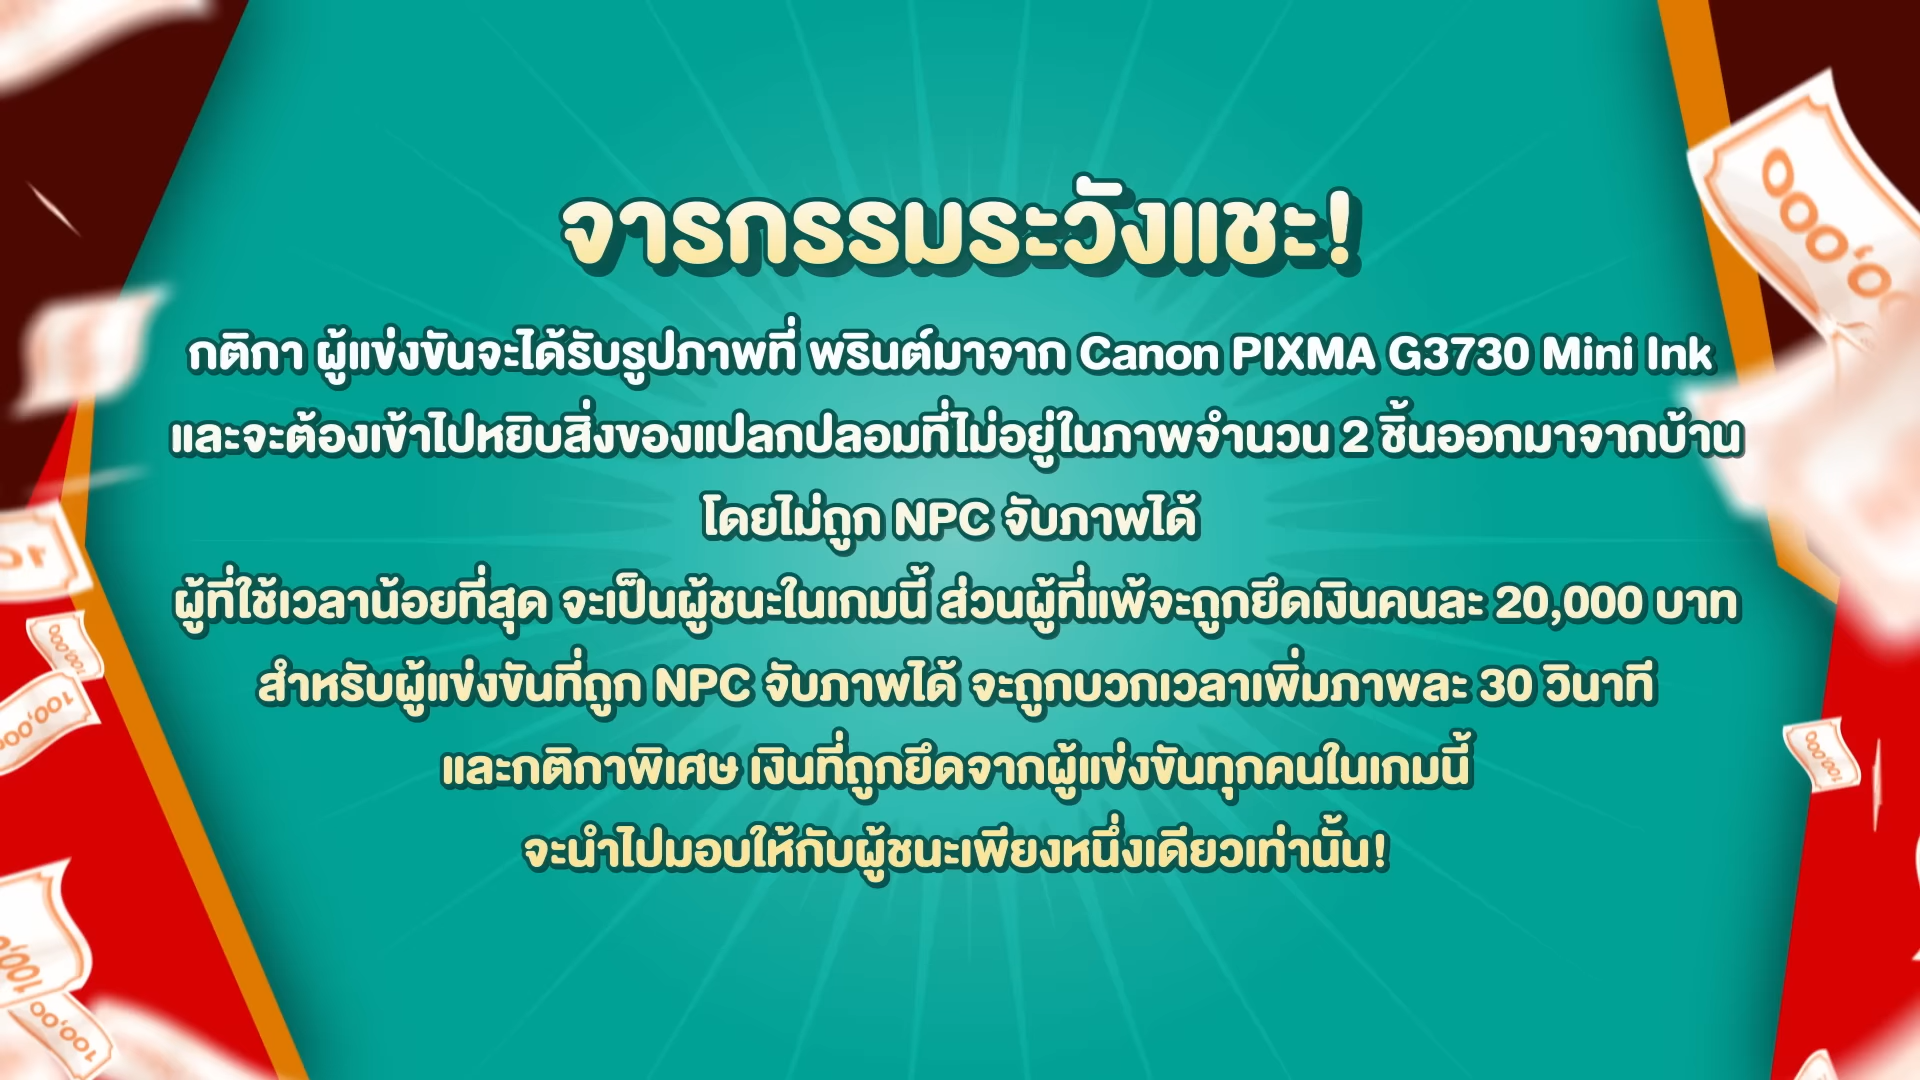 จารกรรมระวังแชะ!
กติกา ผู้แข่งขันจะได้รับรูปภาพที่ พรินต์มาจาก Canon PIXMA G3730 Mini Ink
และจะต้องเข้าไปหยิบสิ่งของแปลกปลอมที่ไม่อยู่ในภาพจำนวน 2 ชิ้นออกมาจากบ้าน
โดยไม่ถูก NPC จับภาพได้
ผู้ที่ใช้เวลาน้อยที่สุด จะเป็นผู้ชนะในเกมนี้ ส่วนผู้ที่แพ้จะถูกยึดเงินคนละ 20,000 บาท
สำหรับผู้แข่งขันที่ถูก NPC จับภาพได้ จะถูกบวกเวลาเพิ่มภาพละ 30 วินาที
และกติกาพิเศษ เงินที่ถูกยึดจากผู้แข่งขันทุกคนในเกมนี้
จะนำไปมอบให้กับผู้ชนะเพียงหนึ่งเดียวเท่านั้น!
100,000
100,000